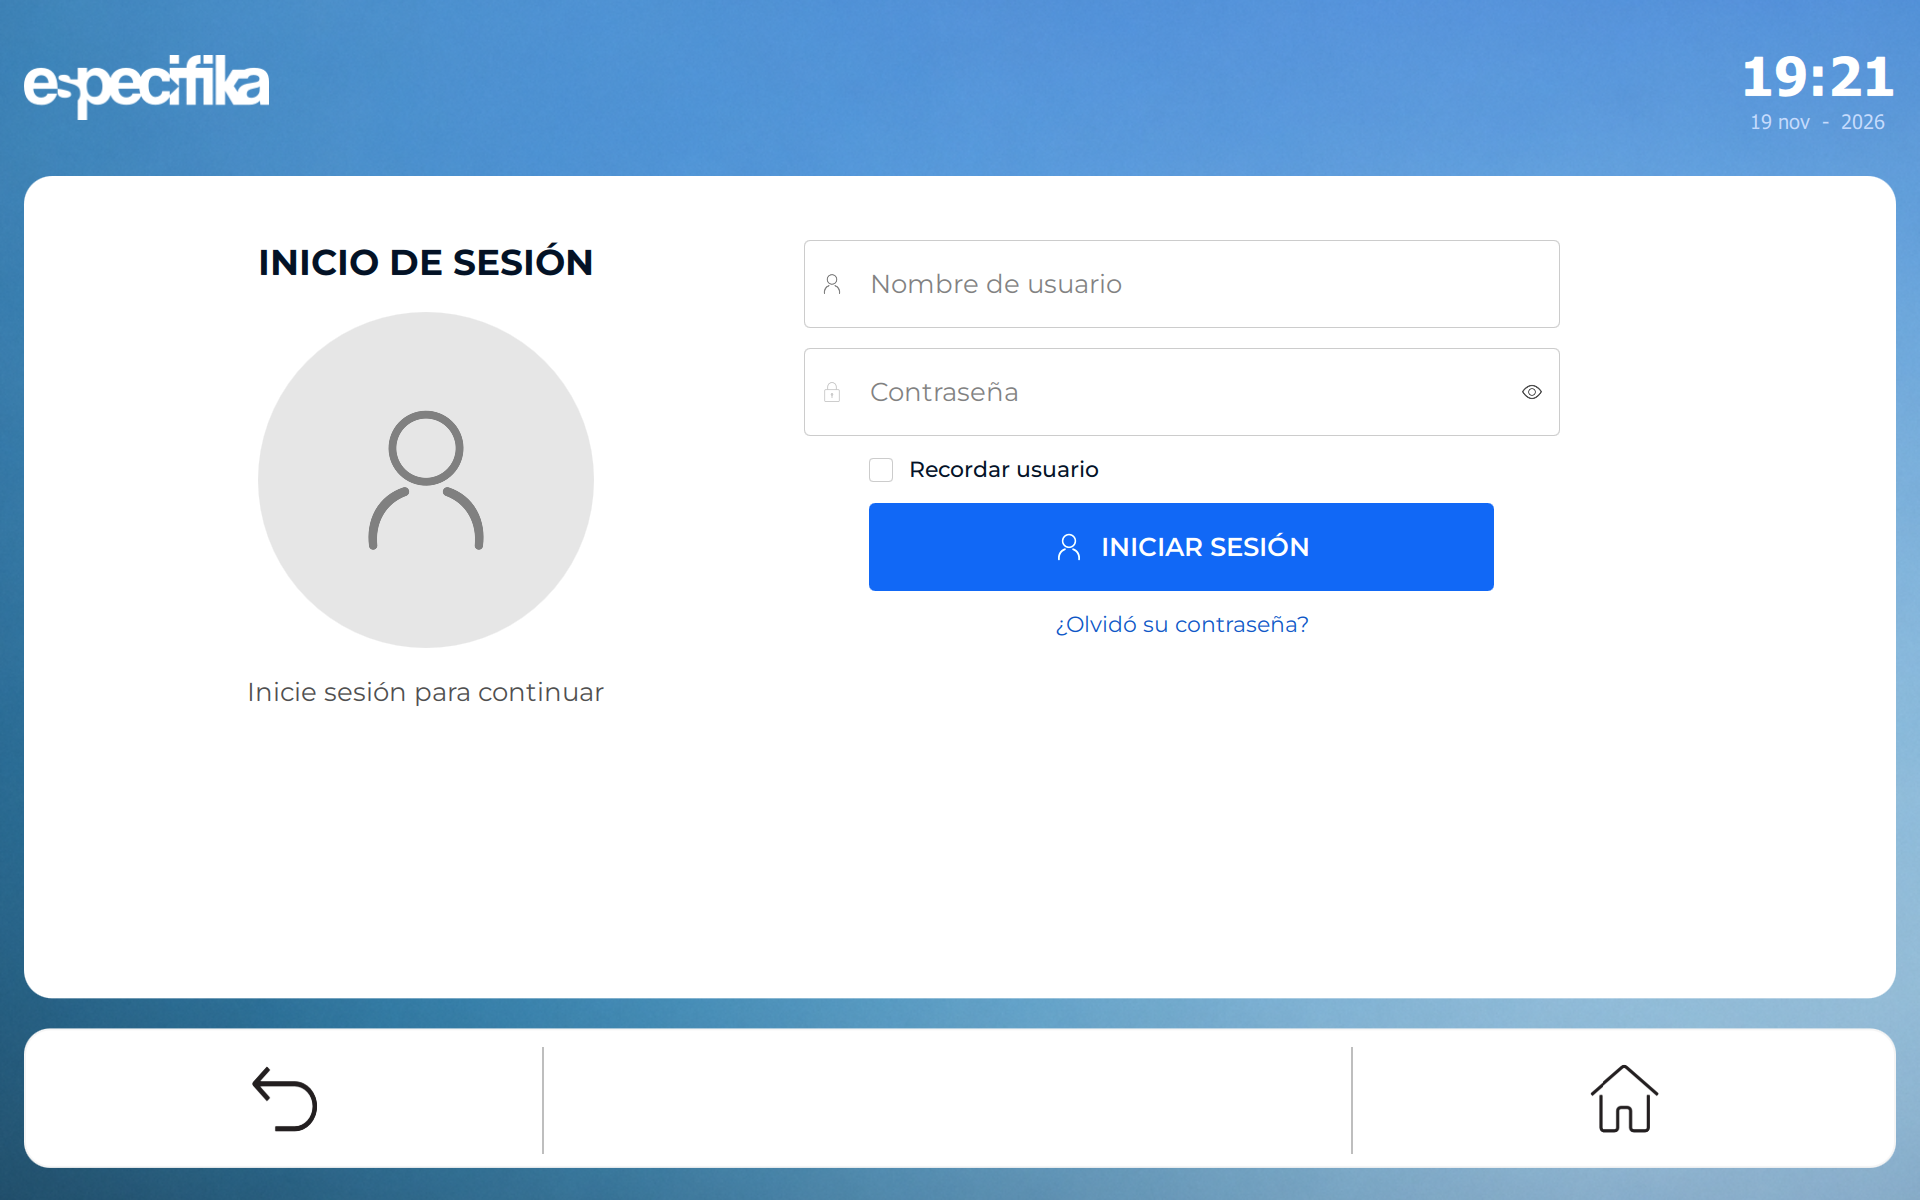 especifika
19:21
19 nov - 2026
INICIO DE SESIÓN
Inicie sesión para continuar
Nombre de usuario
Contraseña
Recordar usuario
INICIAR SESIÓN
¿Olvidó su contraseña?